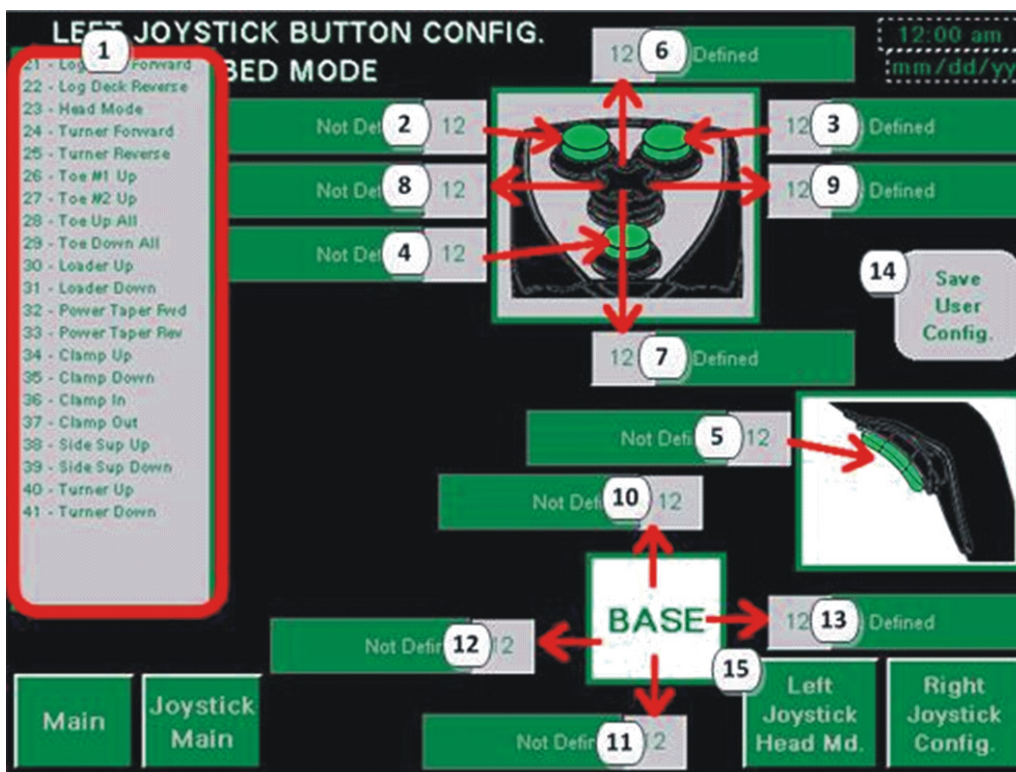 LEFT JOYSTICK BUTTON CONFIG.
BED MODE
12:00 am
mm/dd/yy
1
21 - Log Forward
22 - Log Deck Reverse
23 - Head Mode
24 - Turner Forward
25 - Turner Reverse
26 - Toe #1 Up
27 - Toe #2 Up
28 - Toe Up All
29 - Toe Down All
30 - Loader Up
31 - Loader Down
32 - Power Taper Fwd
33 - Power Taper Rev
34 - Clamp Up
35 - Clamp Down
36 - Clamp In
37 - Clamp Out
38 - Side Sup Up
39 - Side Sup Down
40 - Turner Up
41 - Turner Down
12 6 Defined
Not Def 2 12
12 3 Defined
Not Def 8 12
12 9 Defined
Not Def 4 12
14
Save
User
Config.
12 7 Defined
Not Defi 5 12
Not Defi 10 12
BASE
12 13 Defined
Not Defin 12 12
15
Not Defin 11 12
Main
Joystick
Main
Left
Joystick
Head Md.
Right
Joystick
Config.